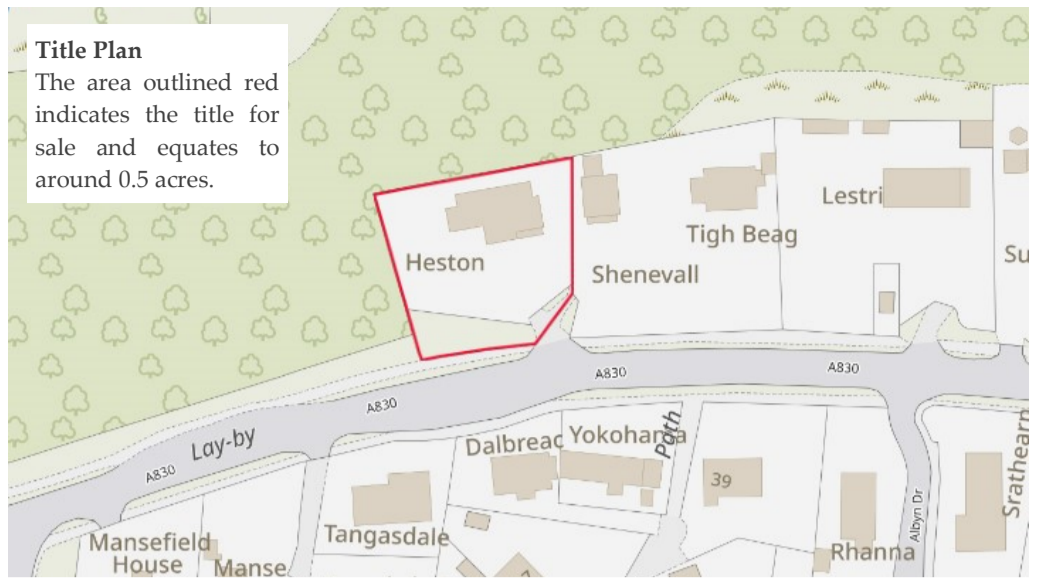 Title Plan
The area outlined red
indicates the title for
sale and equates to
around 0.5 acres.
Lestri
Tigh Beag
Heston
Shenevall
Su
A830
A830
A830
Lay-by
A830
Path
Dalbreac
Yokohama
39
Albyn Dr
Srathearn
Tangasdale
Mansefield
House
Manse
Rhanna